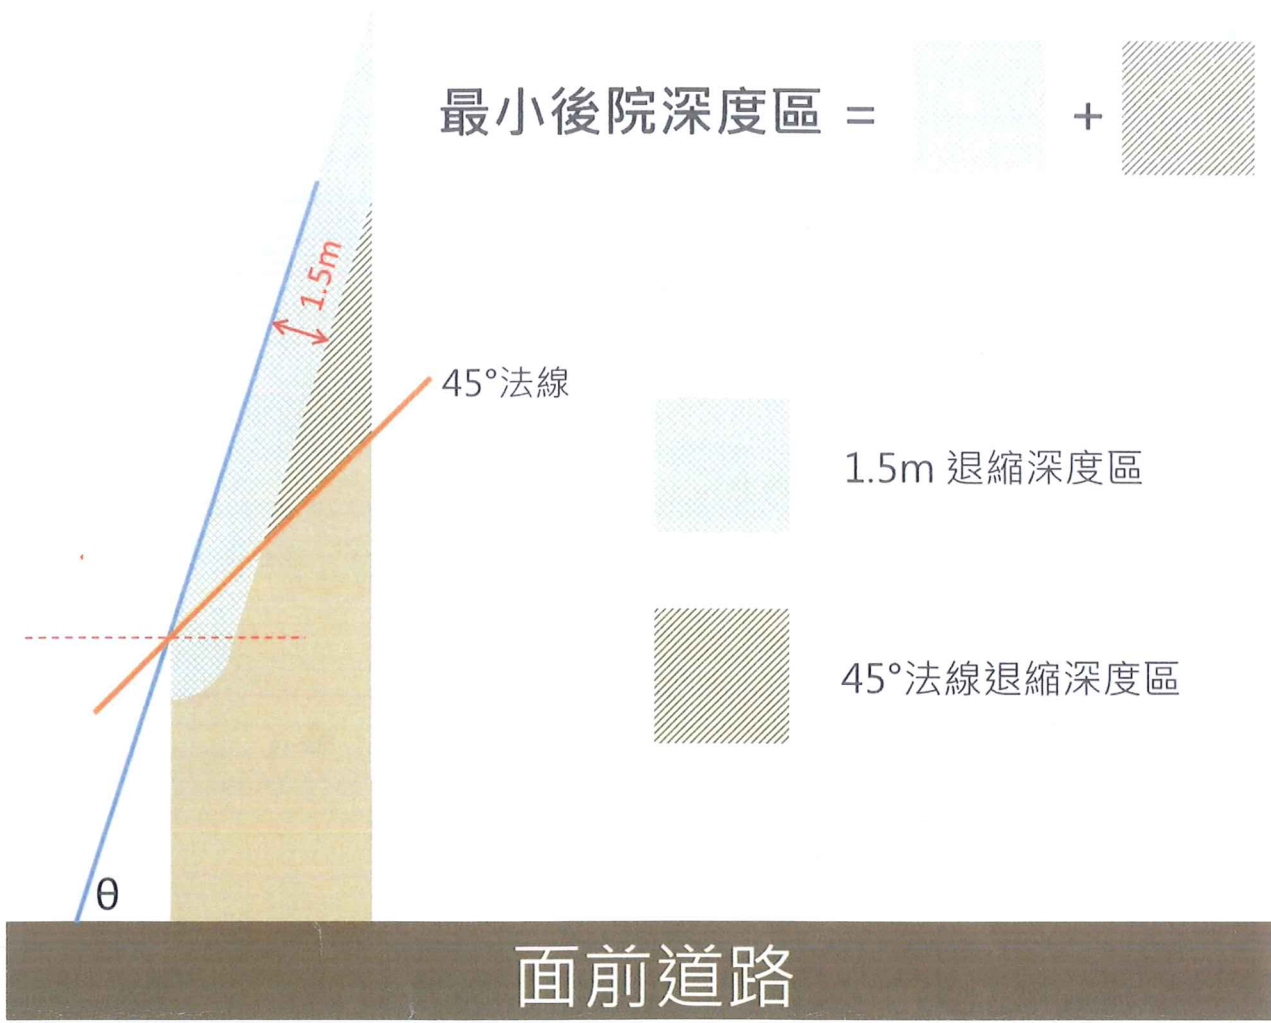 最小後院深度區 = +
1.5m
45°法線
1.5m 退縮深度區
45°法線退縮深度區
θ
面前道路